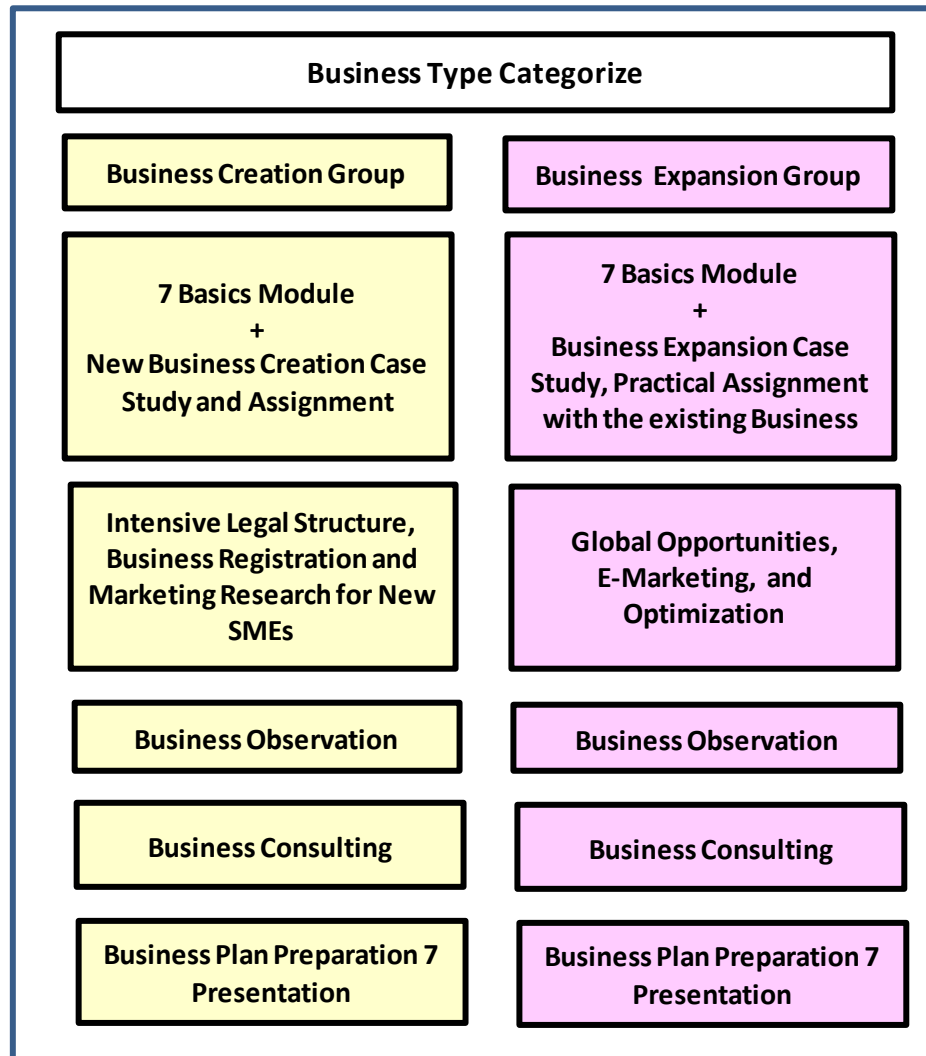 Business Type Categorize
Business Creation Group
Business Expansion Group
7 Basics Module
+
New Business Creation Case
Study and Assignment
7 Basics Module
+
Business Expansion Case
Study, Practical Assignment
with the existing Business
Intensive Legal Structure,
Business Registration and
Marketing Research for New
SMEs
Global Opportunities,
E-Marketing, and
Optimization
Business Observation
Business Observation
Business Consulting
Business Consulting
Business Plan Preparation 7
Presentation
Business Plan Preparation 7
Presentation